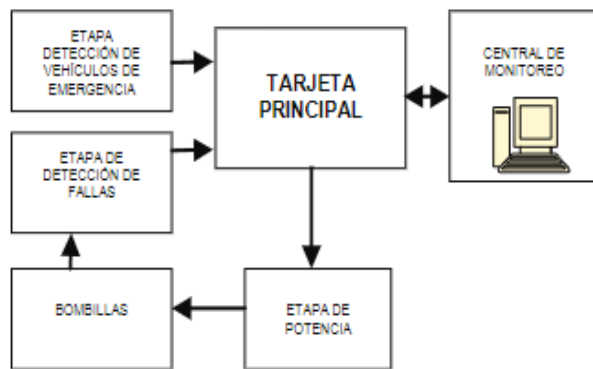 ETAPA
DETECCIÓN DE
VEHÍCULOS DE
EMERGENCIA
TARJETA
PRINCIPAL
CENTRAL DE
MONITOREO
ETAPA DE
DETECCIÓN DE
FALLAS
BOMBILLAS
ETAPA DE
POTENCIA